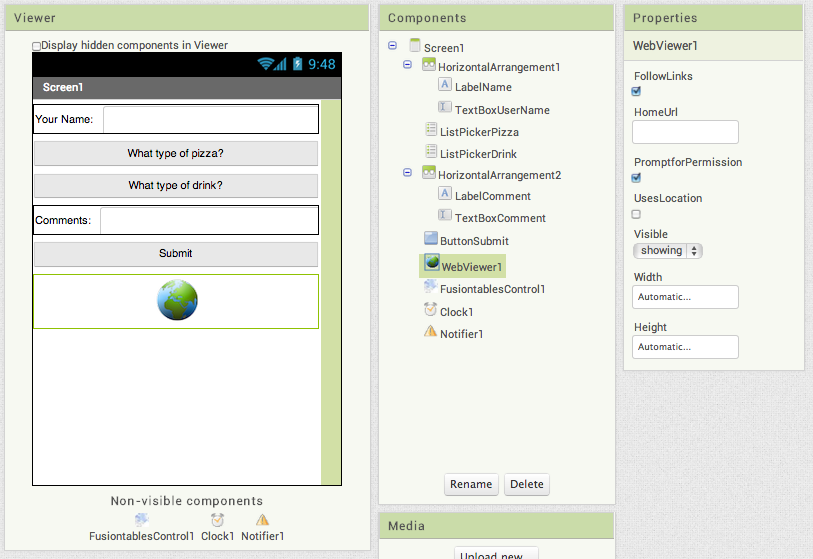 Viewer
Display hidden components in Viewer
9:48
Screen1
Your Name:
What type of pizza?
What type of drink?
Comments:
Submit
Non-visible components
FusiontablesControl1 Clock1 Notifier1
Components
Screen1
HorizontalArrangement1
A LabelName
TextBoxUserName
ListPickerPizza
ListPickerDrink
HorizontalArrangement2
A LabelComment
TextBoxComment
ButtonSubmit
WebViewer1
FusiontablesControl1
Clock1
Notifier1
Rename Delete
Media
Upload new...
Properties
WebViewer1
FollowLinks
HomeUrl
PromptforPermission
UsesLocation
Visible
showing
Width
Automatic...
Height
Automatic...